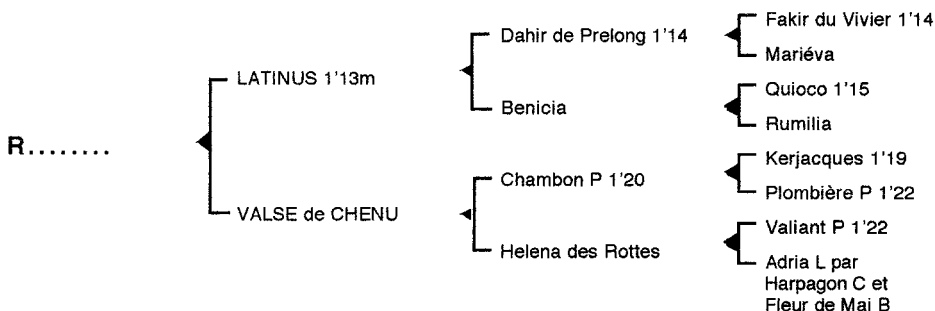 R........
LATINUS 1'13m
VALSE de CHENU
Dahir de Prelong 1'14
Benicia
Chambon P 1'20
Helena des Rottes
Fakir du Vivier 1'14
Mariéva
Quioco 1'15
Rumilia
Kerjacques 1'19
Plombière P 1'22
Valiant P 1'22
Adria L par
Harpagon C et
Fleur de Mai B